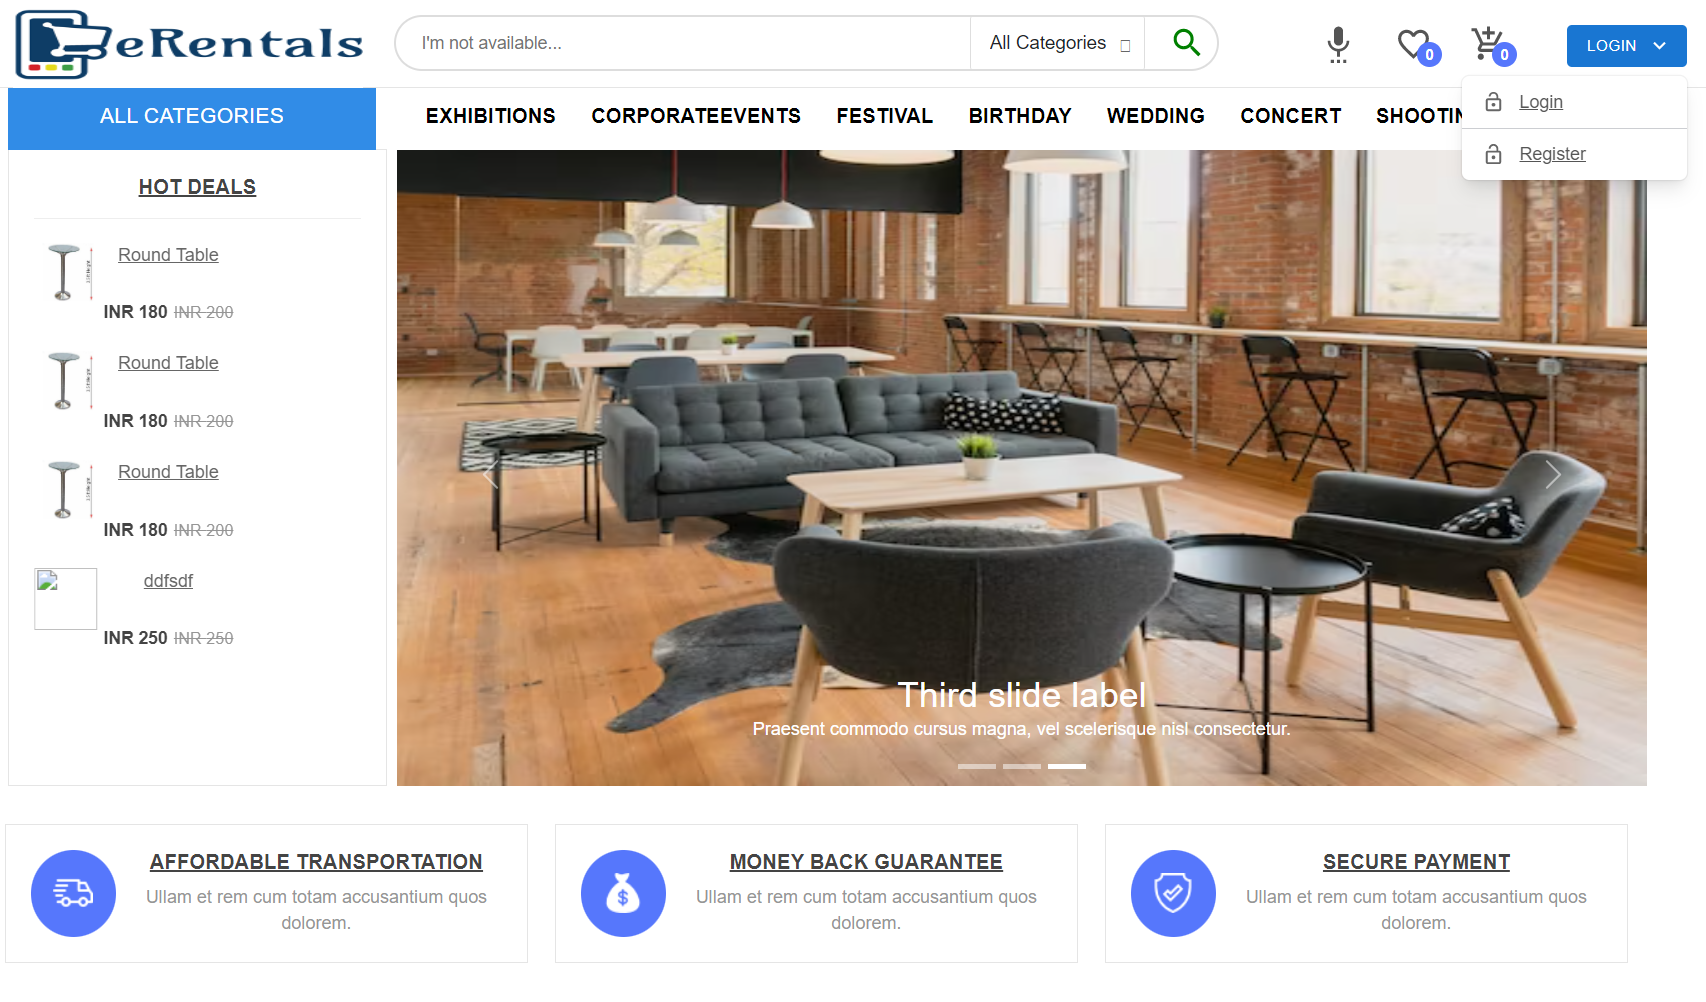 eRentals
I'm not available...
All Categories
0
0
LOGIN
Login
Register
ALL CATEGORIES
EXHIBITIONS CORPORATEEVENTS FESTIVAL BIRTHDAY WEDDING CONCERT SHOOTIN
HOT DEALS
Round Table
INR 180 INR 200
Round Table
INR 180 INR 200
Round Table
INR 180 INR 200
ddfsdf
INR 250 INR 250
Third slide label
Praesent commodo cursus magna, vel scelerisque nisl consectetur.
AFFORDABLE TRANSPORTATION
Ullam et rem cum totam accusantium quos
dolorem.
MONEY BACK GUARANTEE
Ullam et rem cum totam accusantium quos
dolorem.
SECURE PAYMENT
Ullam et rem cum totam accusantium quos
dolorem.